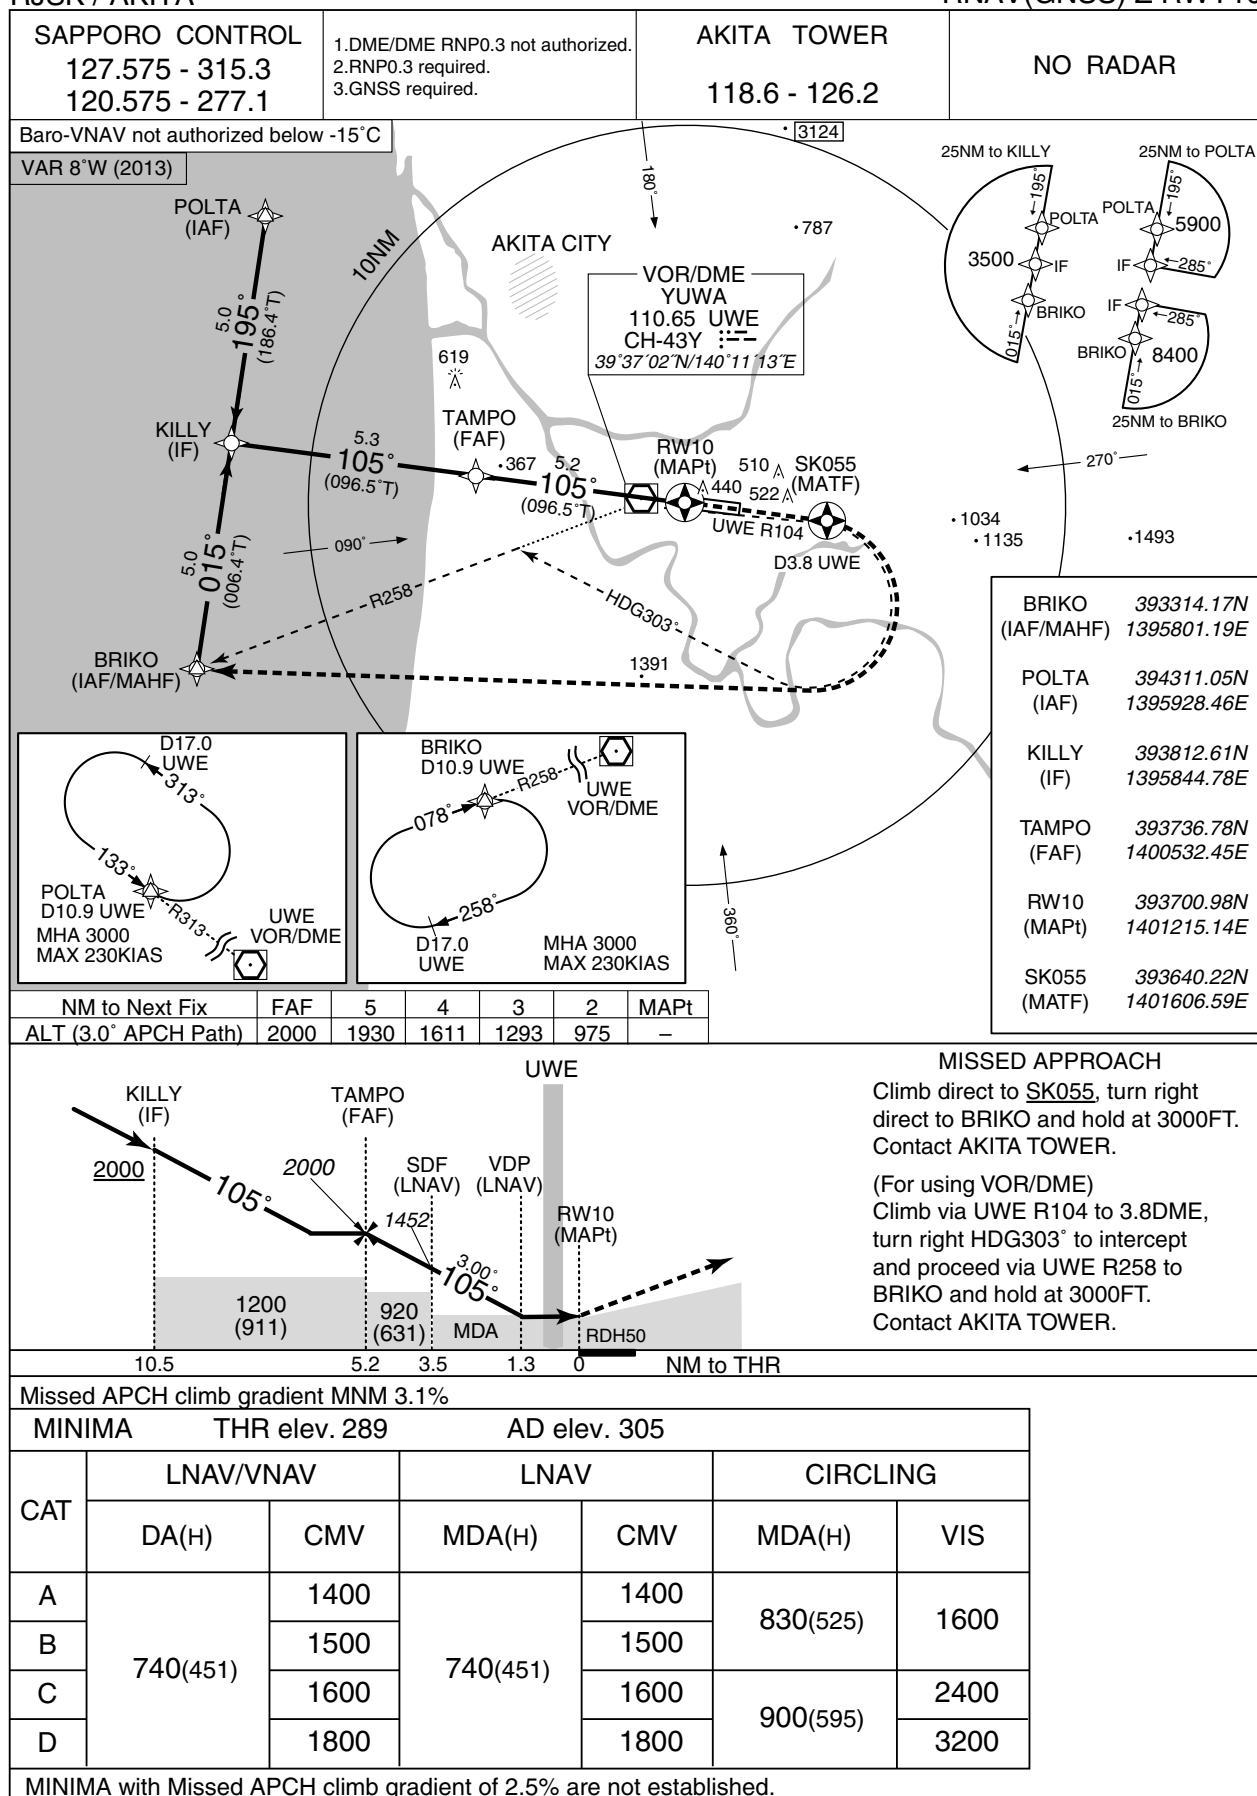 RJSK / AKITA
RNAV(GNSS) Z RWY10
SAPPORO CONTROL
127.575 - 315.3
120.575 - 277.1
1.DME/DME RNP0.3 not authorized.
2.RNP0.3 required.
3.GNSS required.
AKITA TOWER
118.6 - 126.2
NO RADAR
Baro-VNAV not authorized below -15˚C
VAR 8˚W (2013)
3124
180˚
787
10NM
AKITA CITY
POLTA
(IAF)
5.0
195˚
(186.4˚T)
VOR/DME
YUWA
110.65 UWE
CH-43Y
39˚37´02˝N/140˚11´13˝E
25NM to KILLY
195˚
POLTA
3500
IF
BRIKO
015˚
25NM to POLTA
195˚
POLTA
5900
IF
285˚
IF
285˚
BRIKO
8400
015˚
25NM to BRIKO
619
TAMPO
(FAF)
KILLY
(IF)
5.3
105˚
(096.5˚T)
367
5.2
105˚
(096.5˚T)
RW10
(MAPt)
440
510
522
SK055
(MATF)
UWE R104
D3.8 UWE
270˚
1034
1135
1493
090˚
5.0
015˚
(006.4˚T)
R258
HDG303˚
BRIKO
(IAF/MAHF)
1391
360˚
BRIKO 393314.17N
(IAF/MAHF) 1395801.19E
POLTA 394311.05N
(IAF) 1395928.46E
KILLY 393812.61N
(IF) 1395844.78E
TAMPO 393736.78N
(FAF) 1400532.45E
RW10 393700.98N
(MAPt) 1401215.14E
SK055 393640.22N
(MATF) 1401606.59E
D17.0
UWE
313˚
133˚
POLTA
D10.9 UWE
R313
MHA 3000
MAX 230KIAS
UWE
VOR/DME
BRIKO
D10.9 UWE
R258
UWE
VOR/DME
078˚
258˚
D17.0
UWE
MHA 3000
MAX 230KIAS
NM to Next Fix FAF 5 4 3 2 MAPt
ALT (3.0˚ APCH Path) 2000 1930 1611 1293 975 –
UWE
KILLY
(IF)
TAMPO
(FAF)
2000
105˚
2000
SDF
(LNAV)
VDP
(LNAV)
1452
RW10
(MAPt)
3.00˚
105˚
1200
(911)
920
(631)
MDA
RDH50
10.5 5.2 3.5 1.3 0 NM to THR
MISSED APPROACH
Climb direct to SK055, turn right
direct to BRIKO and hold at 3000FT.
Contact AKITA TOWER.
(For using VOR/DME)
Climb via UWE R104 to 3.8DME,
turn right HDG303˚ to intercept
and proceed via UWE R258 to
BRIKO and hold at 3000FT.
Contact AKITA TOWER.
Missed APCH climb gradient MNM 3.1%
MINIMA THR elev. 289 AD elev. 305
CAT LNAV/VNAV LNAV CIRCLING
DA(H) CMV MDA(H) CMV MDA(H) VIS
A 740(451) 1400 740(451) 1400 830(525) 1600
B 1500 1500
C 1600 1600 900(595) 2400
D 1800 1800 3200
MINIMA with Missed APCH climb gradient of 2.5% are not established.